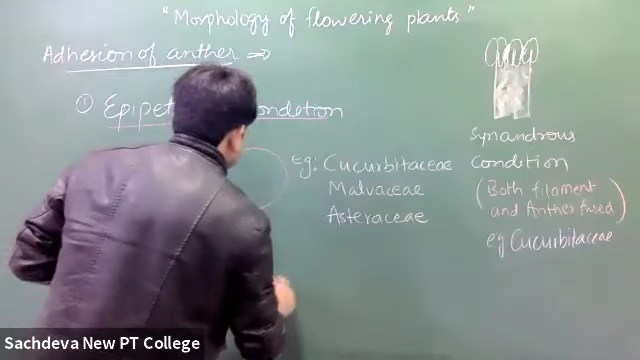 "Morphology of flowering plants"
Adhesion of anther ⇒
① Epipet condetion
eg: Cucurbitaceae
Malvaceae
Asteraceae
Synandrous
Condition
(Both filament
and Anther fused)
eg Cucurbitaceae
Sachdeva New PT College